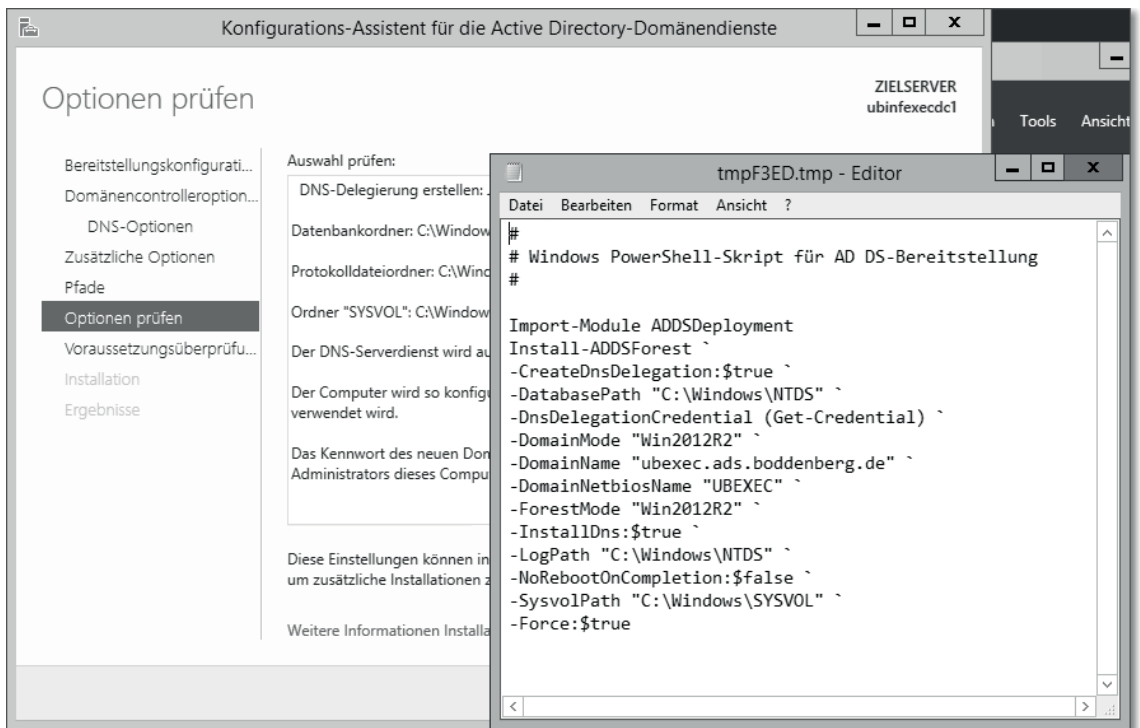 Konfigurations-Assistent für die Active Directory-Domänendienste
Optionen prüfen
ZIELSERVER
ubinfexecdc1
Tools Ansicht
Bereitstellungskonfigurati...
Domänencontrolleroption...
DNS-Optionen
Zusätzliche Optionen
Pfade
Optionen prüfen
Voraussetzungsüberprüfu...
Installation
Ergebnisse
Auswahl prüfen:
DNS-Delegierung erstellen:
Datenbankordner: C:\Window
Protokolldateiordner: C:\Winc
Ordner "SYSVOL": C:\Window
Der DNS-Serverdienst wird au
Der Computer wird so konfigu
verwendet wird.
Das Kennwort des neuen Don
Administrators dieses Compu
Diese Einstellungen können in
um zusätzliche Installationen z
Weitere Informationen Installa
tmpF3ED.tmp - Editor
Datei Bearbeiten Format Ansicht ?
#
# Windows PowerShell-Skript für AD DS-Bereitstellung
#
Import-Module ADDSDeployment
Install-ADDSForest `
-CreateDnsDelegation:$true `
-DatabasePath "C:\Windows\NTDS" `
-DnsDelegationCredential (Get-Credential) `
-DomainMode "Win2012R2" `
-DomainName "ubexec.ads.boddenberg.de" `
-DomainNetbiosName "UBEXEC" `
-ForestMode "Win2012R2" `
-InstallDns:$true `
-LogPath "C:\Windows\NTDS" `
-NoRebootOnCompletion:$false `
-SysvolPath "C:\Windows\SYSVOL" `
-Force:$true